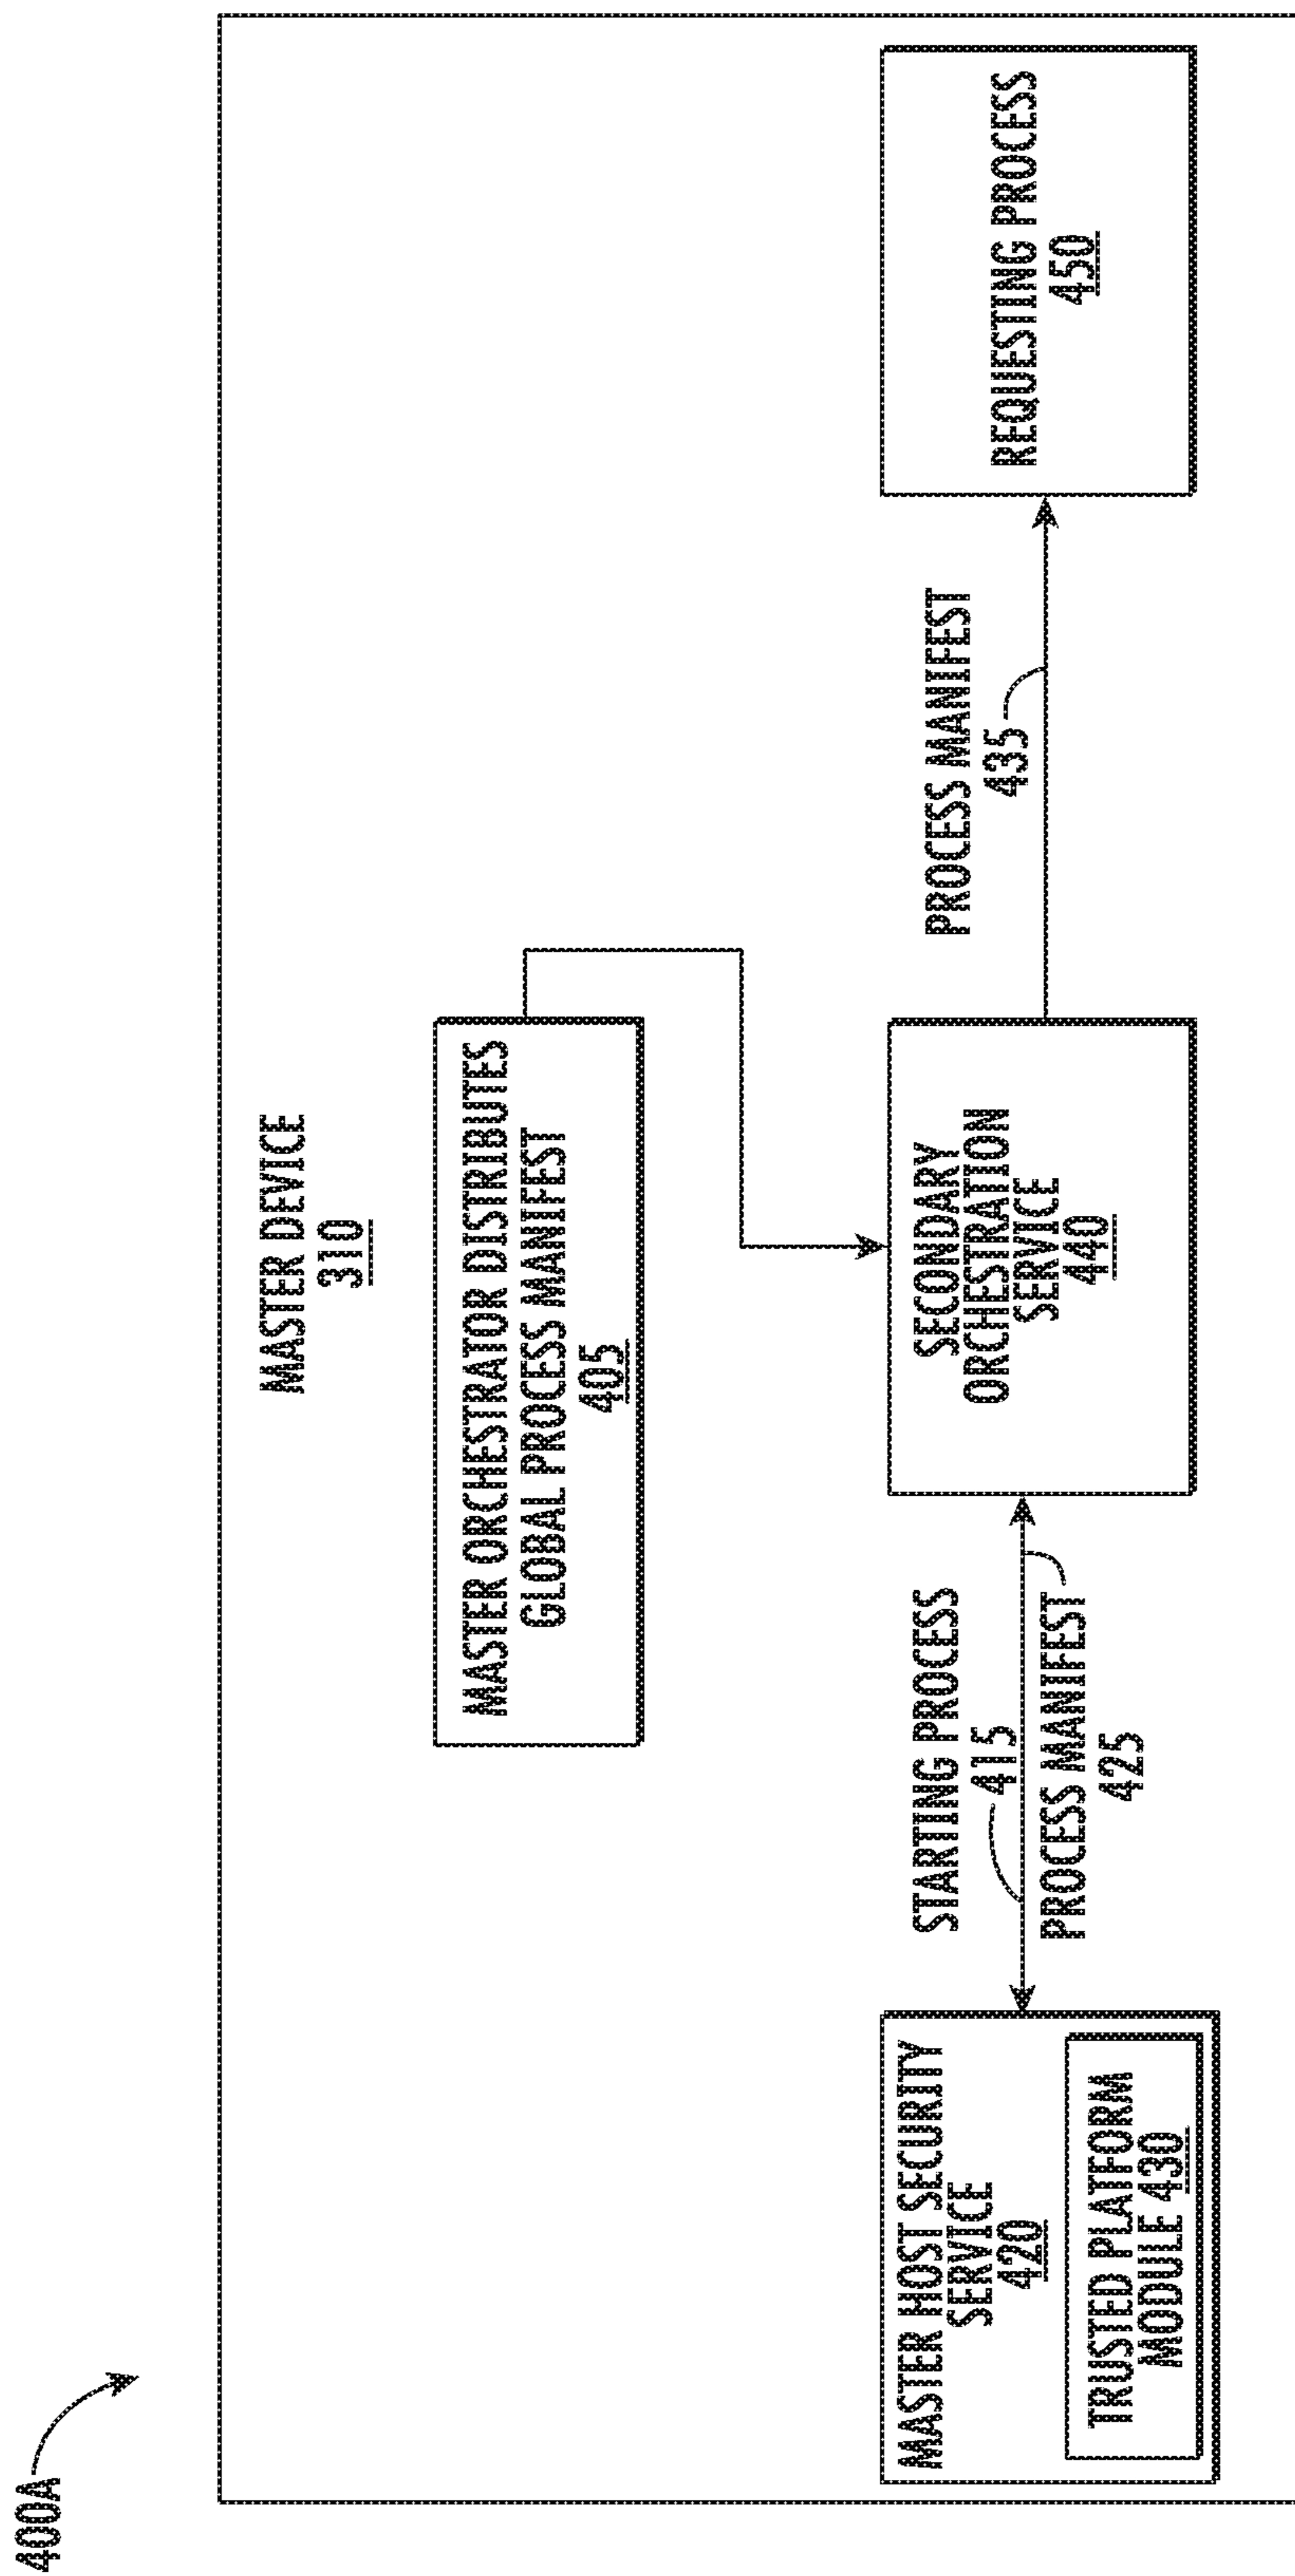 400A
MASTER DEVICE
310
MASTER ORCHESTRATOR DISTRIBUTES
GLOBAL PROCESS MANIFEST
405
MASTER HOST SECURITY
SERVICE
420
TRUSTED PLATFORM
MODULE 430
STARTING PROCESS
415
PROCESS MANIFEST
425
SECONDARY
ORCHESTRATION
SERVICE
440
PROCESS MANIFEST
435
REQUESTING PROCESS
450